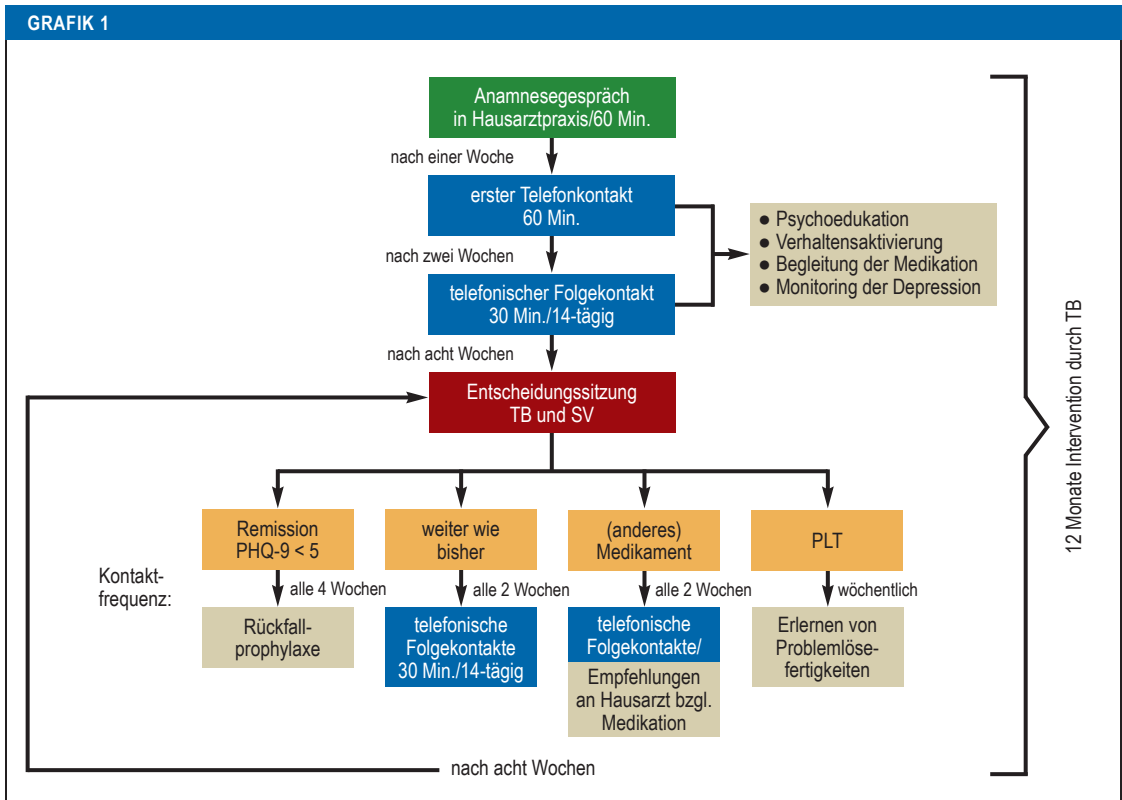 GRAFIK 1
Anamnesegespräch
in Hausarztpraxis/60 Min.
nach einer Woche
erster Telefonkontakt
60 Min.
● Psychoedukation
● Verhaltensaktivierung
● Begleitung der Medikation
● Monitoring der Depression
nach zwei Wochen
telefonischer Folgekontakt
30 Min./14-tägig
nach acht Wochen
Entscheidungssitzung
TB und SV
Remission
PHQ-9 < 5
weiter wie
bisher
(anderes)
Medikament
PLT
Kontakt-
frequenz:
alle 4 Wochen
alle 2 Wochen
alle 2 Wochen
wöchentlich
Rückfall-
prophylaxe
telefonische
Folgekontakte
30 Min./14-tägig
telefonische
Folgekontakte/
Empfehlungen
an Hausarzt bzgl.
Medikation
Erlernen von
Problemlöse-
fertigkeiten
nach acht Wochen
12 Monate Intervention durch TB